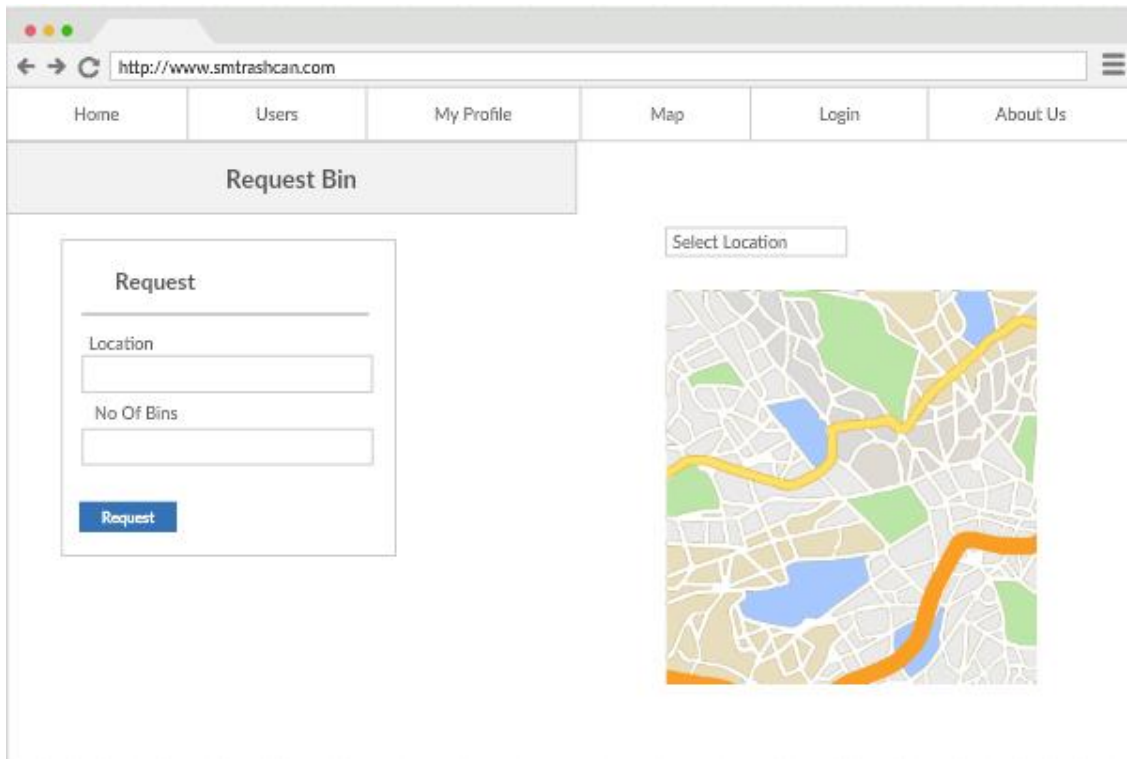 http://www.smtrashcan.com
Home Users My Profile Map Login About Us
Request Bin
Select Location
Request
Location
No Of Bins
Request